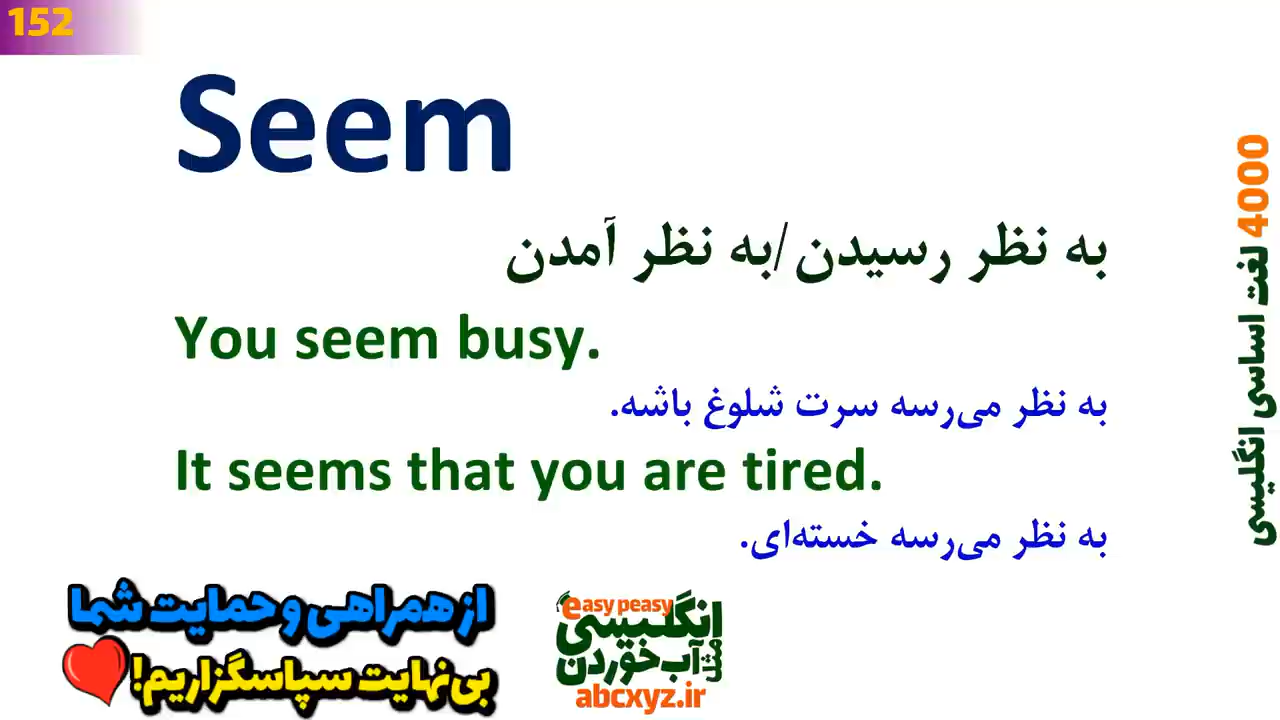 152
Seem
به نظر رسیدن/به نظر آمدن
You seem busy.
به نظر می‌رسه سرت شلوغ باشه.
It seems that you are tired.
به نظر می‌رسه خسته‌ای.
4000 لغت اساسی انگلیسی
از همراهی و حمایت شما
بی‌نهایت سپاسگزاریم!
easy peasy
انگلیسی
مثل آب خوردن
abcxyz.ir